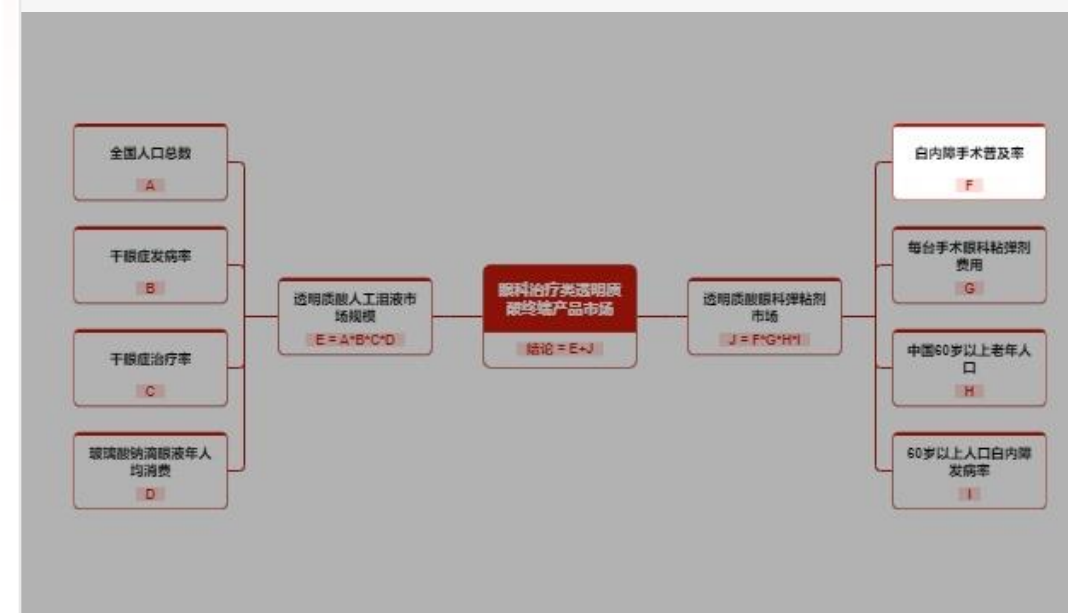 全国人口总数
A
干眼症发病率
B
干眼症治疗率
C
玻璃酸钠滴眼液年人
均消费
D
透明质酸人工泪液市
场规模
E = A*B*C*D
眼科治疗类透明质
酸终端产品市场
结论 = E+J
透明质酸眼科弹粘剂
市场
J = F*G*H*I
白内障手术普及率
F
每台手术眼科粘弹剂
费用
G
中国60岁以上老年人
口
H
60岁以上人口白内障
发病率
I